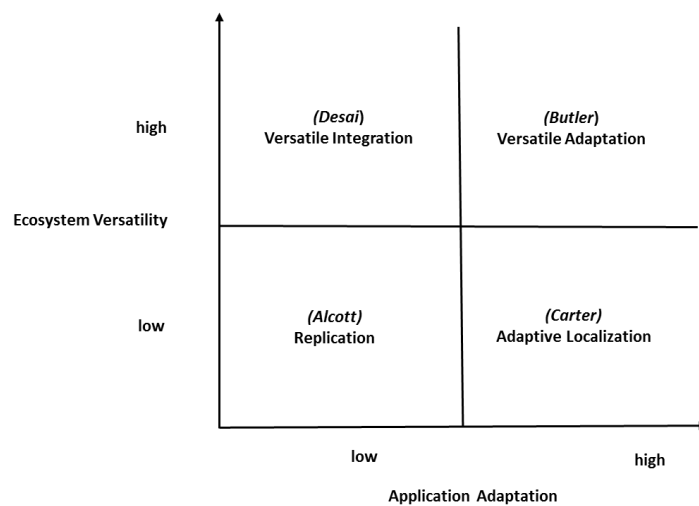 (Desai) (Butler)
high Versatile Integration Versatile Adaptation
Ecosystem Versatility
(Alcott) (Carter)
low Replication Adaptive Localization
low high
Application Adaptation